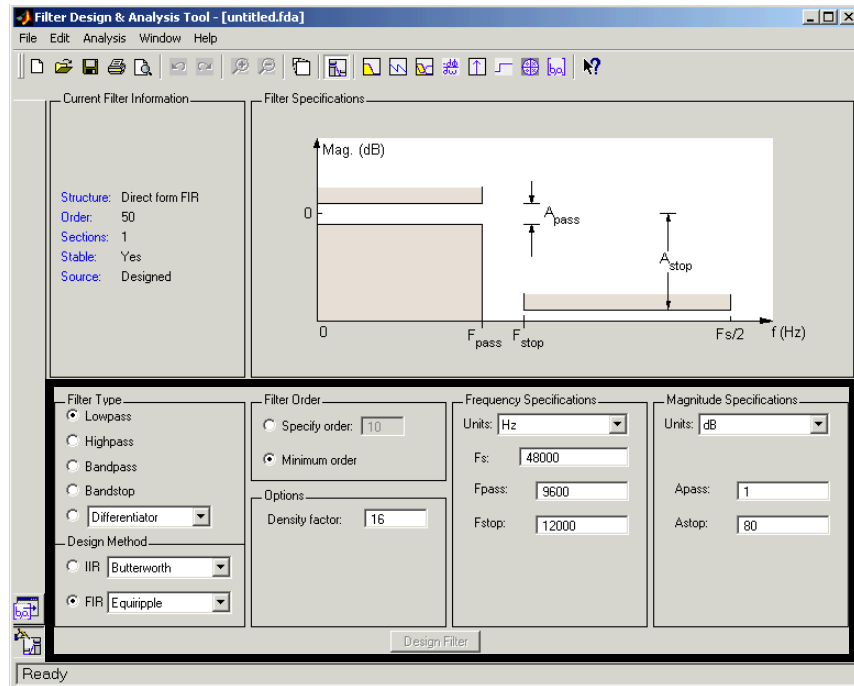 Filter Design & Analysis Tool - [untitled.fda]
File Edit Analysis Window Help
Current Filter Information
Structure: Direct form FIR
Order: 50
Sections: 1
Stable: Yes
Source: Designed
Filter Specifications
Mag. (dB)
0
Apass
Astop
0
Fpass
Fstop
Fs/2
f (Hz)
Filter Type
Lowpass
Highpass
Bandpass
Bandstop
Differentiator
Design Method
IIR Butterworth
FIR Equiripple
Filter Order
Specify order: 10
Minimum order
Options
Density factor: 16
Frequency Specifications
Units: Hz
Fs: 48000
Fpass: 9600
Fstop: 12000
Magnitude Specifications
Units: dB
Apass: 1
Astop: 80
Design Filter
Ready